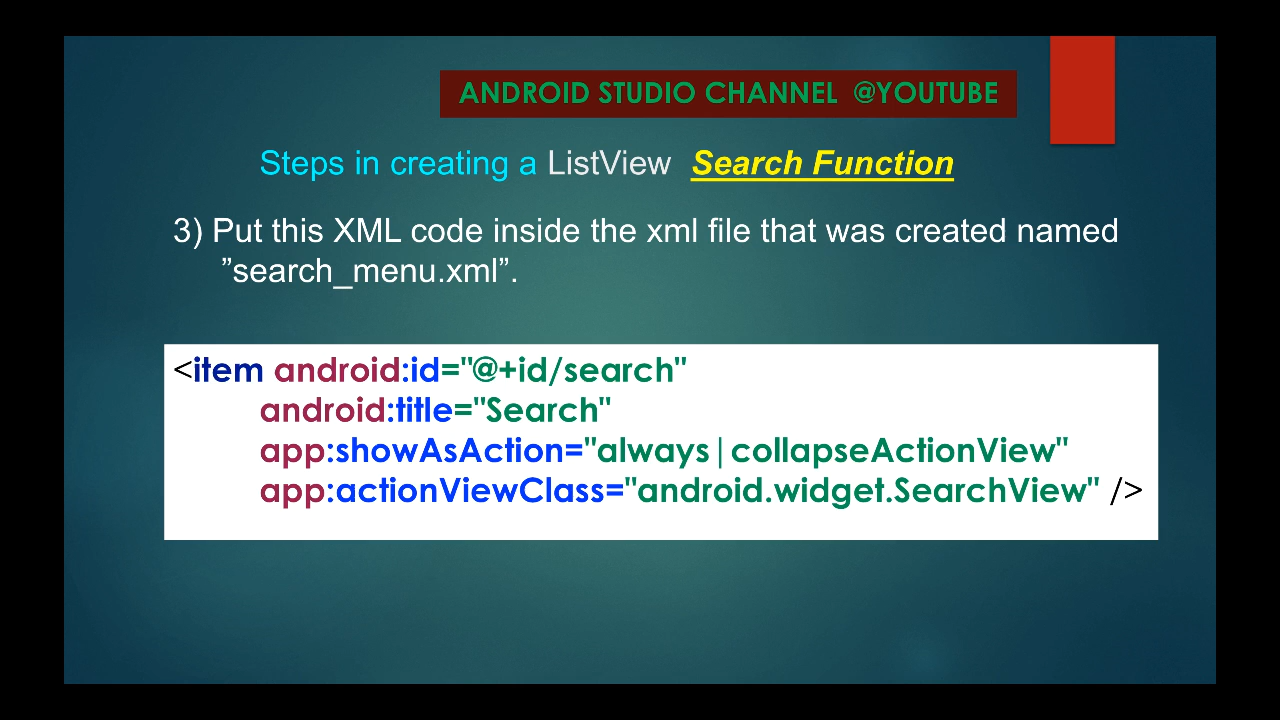 ANDROID STUDIO CHANNEL @YOUTUBE
Steps in creating a ListView Search Function
3) Put this XML code inside the xml file that was created named
”search_menu.xml”.
<item android:id="@+id/search"
android:title="Search"
app:showAsAction="always|collapseActionView"
app:actionViewClass="android.widget.SearchView" />